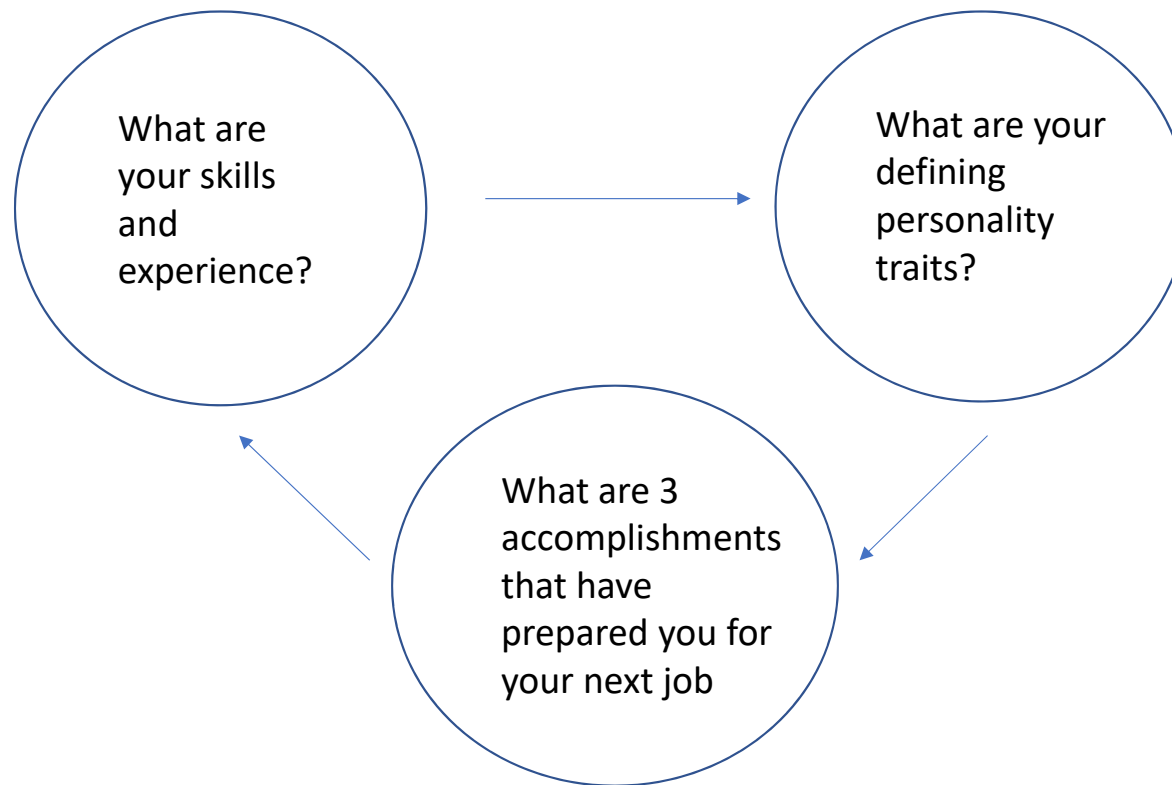 What are
your skills
and
experience?
What are your
defining
personality
traits?
What are 3
accomplishments
that have
prepared you for
your next job